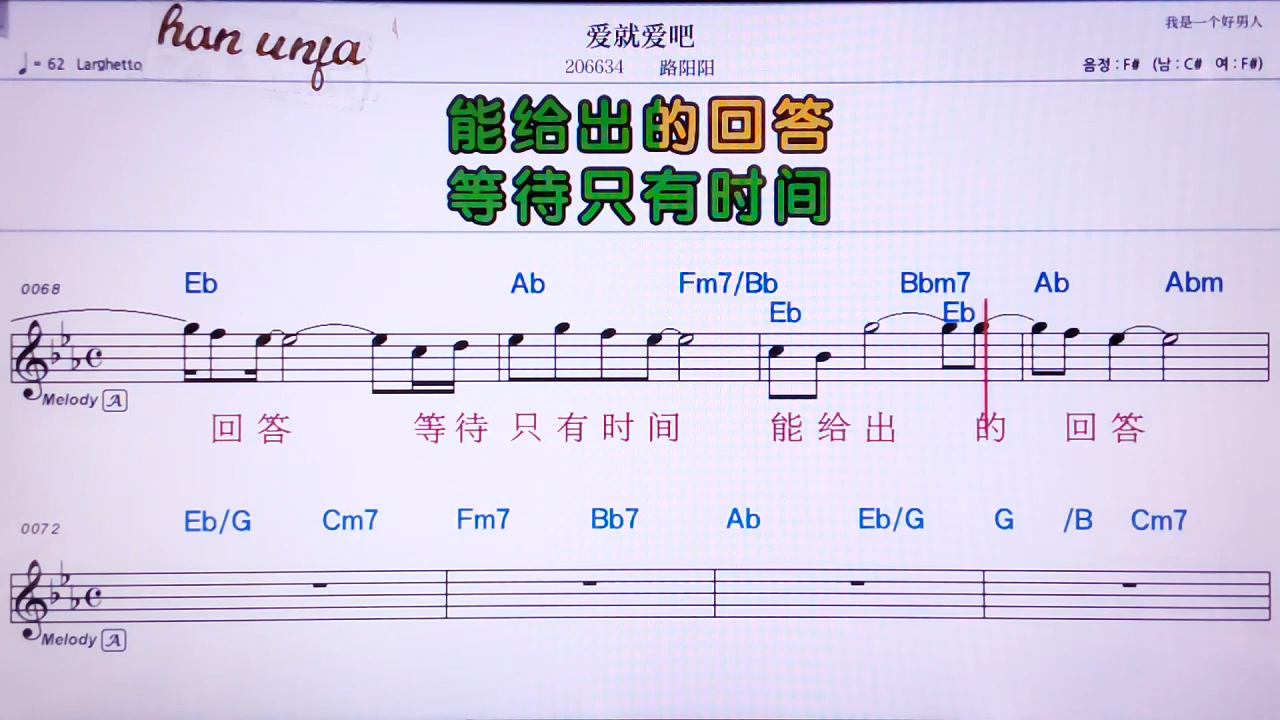 han unfa
爱就爱吧
我是一个好男人
♩= 62 Larghetto
206634 路阳阳
음정 : F# (남 : C# 여 : F#)
能给出的回答
等待只有时间
0068
Eb Ab Fm7/Bb Bbm7 Ab Abm
Eb Eb
Melody A
回答 等待只有时间 能给出 的 回答
0072
Eb/G Cm7 Fm7 Bb7 Ab Eb/G G /B Cm7
Melody A